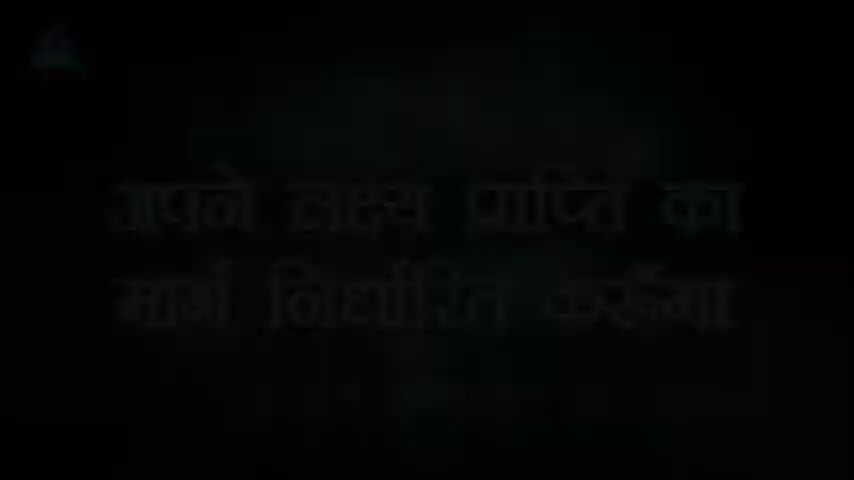 अपने लक्ष्य प्राप्ति का
मार्ग निर्धारित करूँगा